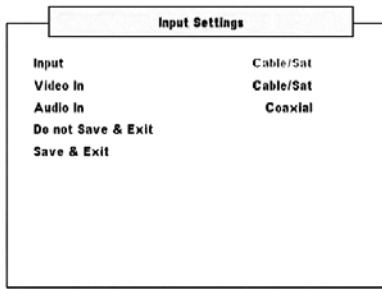 Input Settings
Input Cable/Sat
Video In Cable/Sat
Audio In Coaxial
Do not Save & Exit
Save & Exit